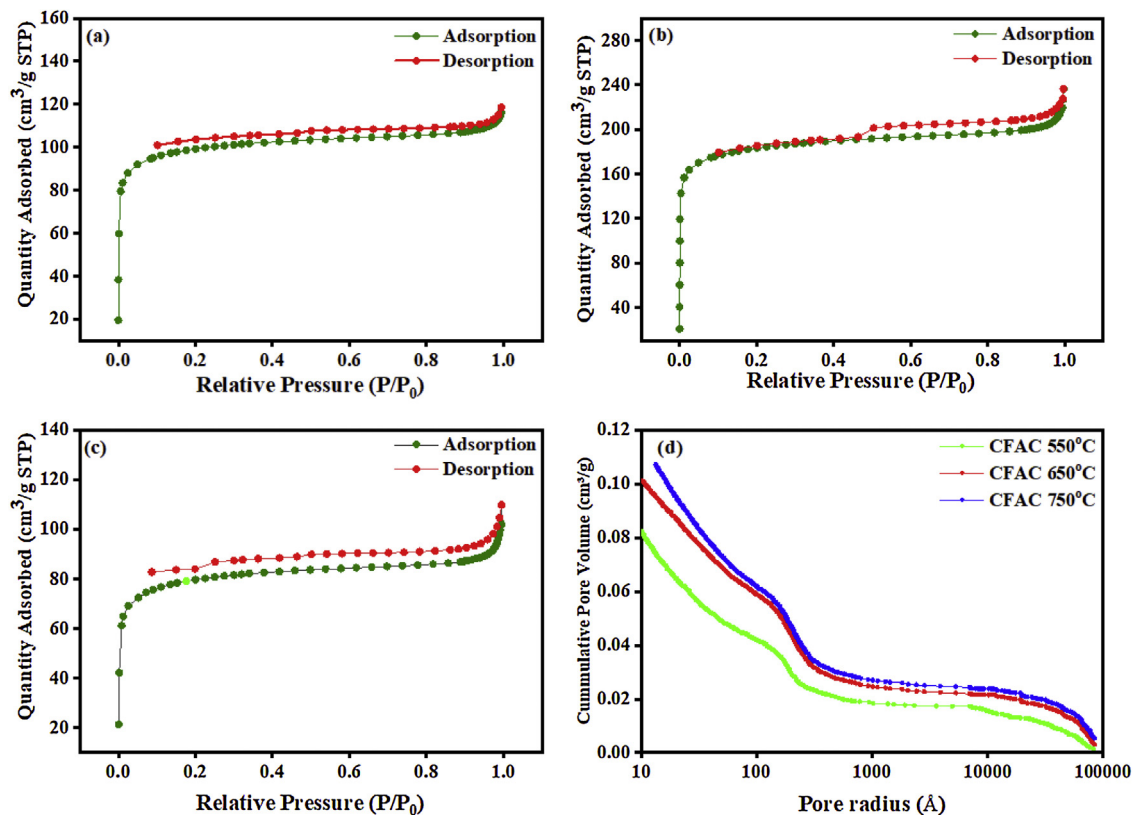 (a)
Adsorption
Desorption
160
140
120
100
80
60
40
20
Quantity Adsorbed (cm³/g STP)
0.0 0.2 0.4 0.6 0.8 1.0
Relative Pressure (P/P₀)
(b)
Adsorption
Desorption
280
240
200
160
120
80
40
Quantity Adsorbed (cm³/g STP)
0.0 0.2 0.4 0.6 0.8 1.0
Relative Pressure (P/P₀)
(c)
Adsorption
Desorption
140
120
100
80
60
40
20
Quantity Adsorbed (cm³/g STP)
0.0 0.2 0.4 0.6 0.8 1.0
Relative Pressure (P/P₀)
(d)
CFAC 550⁰C
CFAC 650⁰C
CFAC 750⁰C
0.12
0.10
0.08
0.06
0.04
0.02
0.00
Cummulative Pore Volume (cm³/g)
10 100 1000 10000 100000
Pore radius (Å)